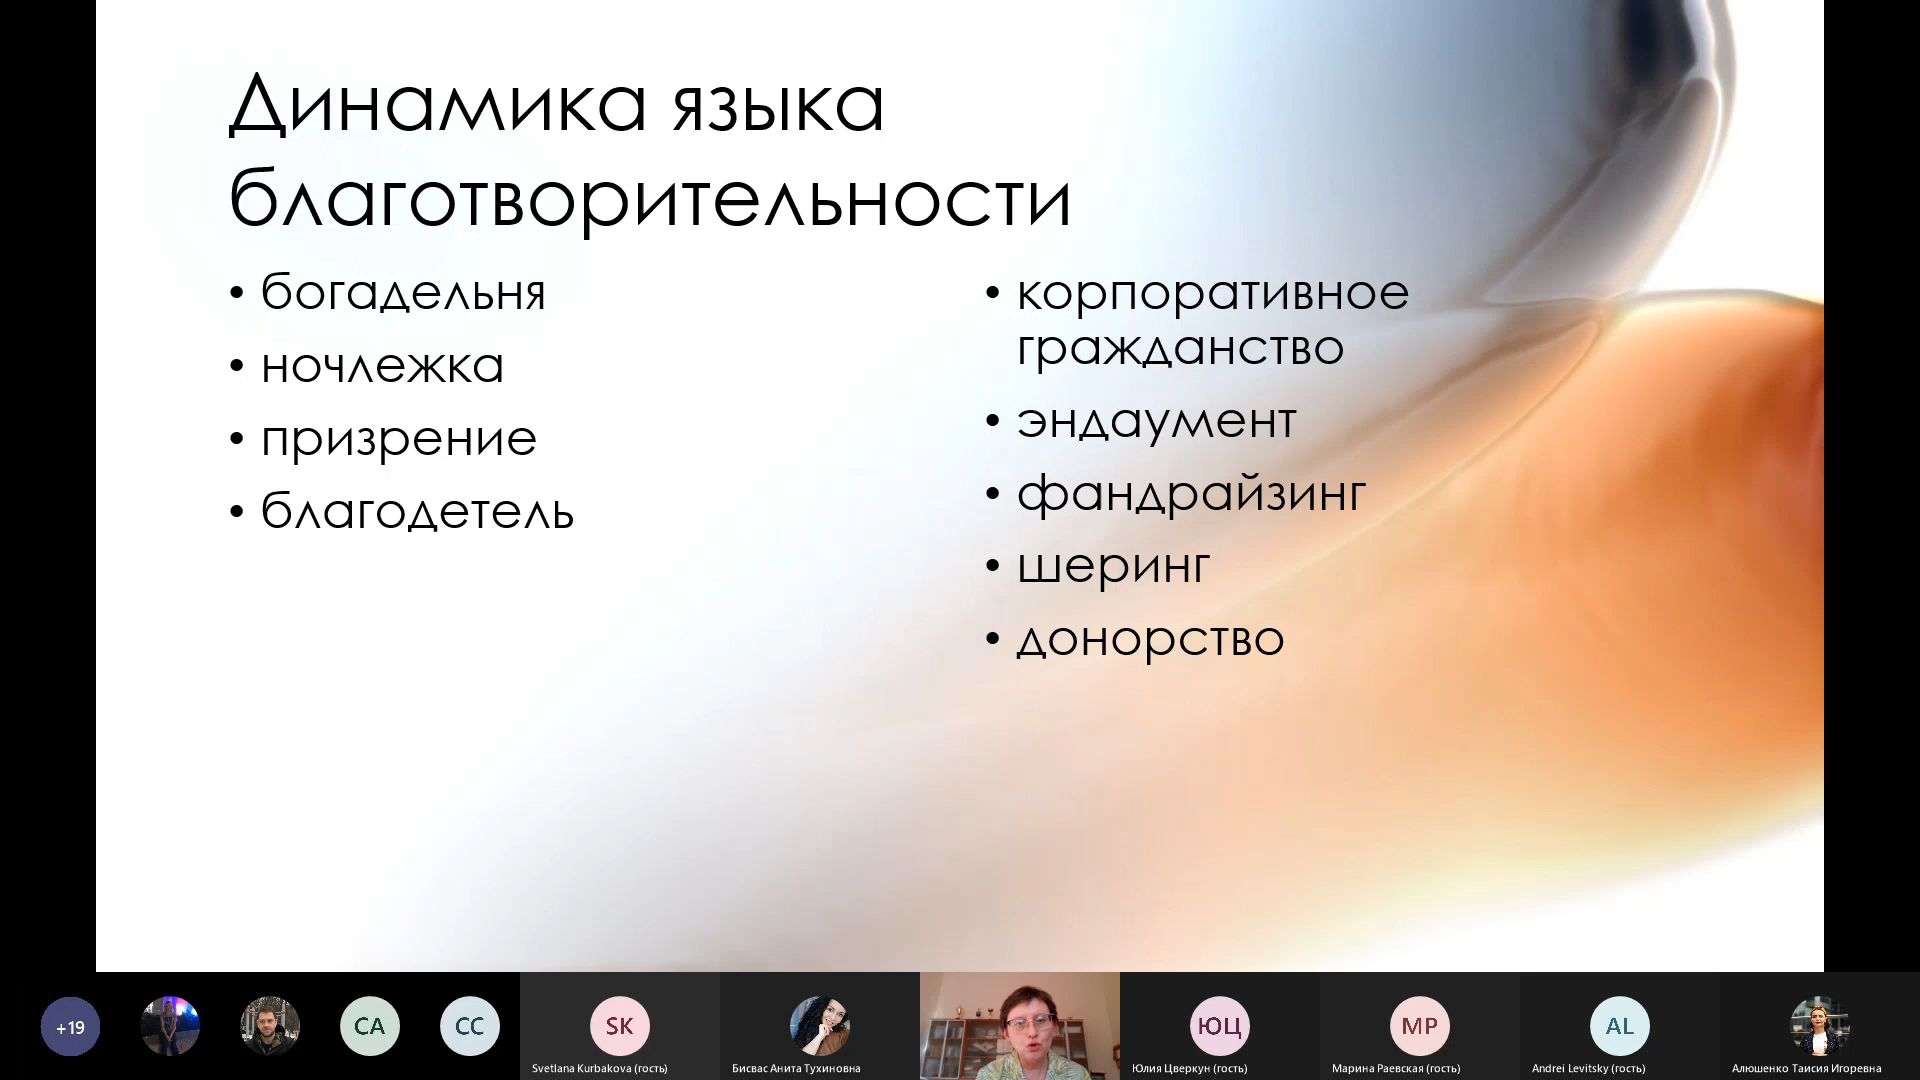 Динамика языка
благотворительности
• богадельня
• ночлежка
• призрение
• благодетель
• корпоративное
гражданство
• эндаумент
• фандрайзинг
• шеринг
• донорство
+19
CA
CC
SK
ЮЦ
МР
AL
Svetlana Kurbakova (гость)
Бисвас Анита Тухиновна
Юлия Цверкун (гость)
Марина Раевская (гость)
Andrei Levitsky (гость)
Алюшенко Таисия Игоревна